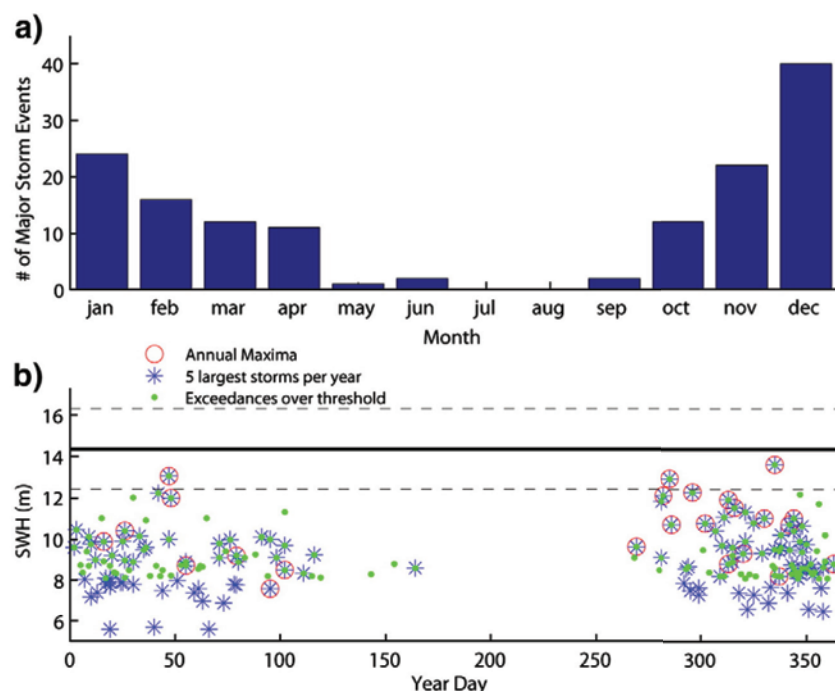 a)
# of Major Storm Events
40
30
20
10
0
jan feb mar apr may jun jul aug sep oct nov dec
Month
Annual Maxima
5 largest storms per year
Exceedances over threshold
b)
SWH (m)
16
14
12
10
8
6
0 50 100 150 200 250 300 350
Year Day